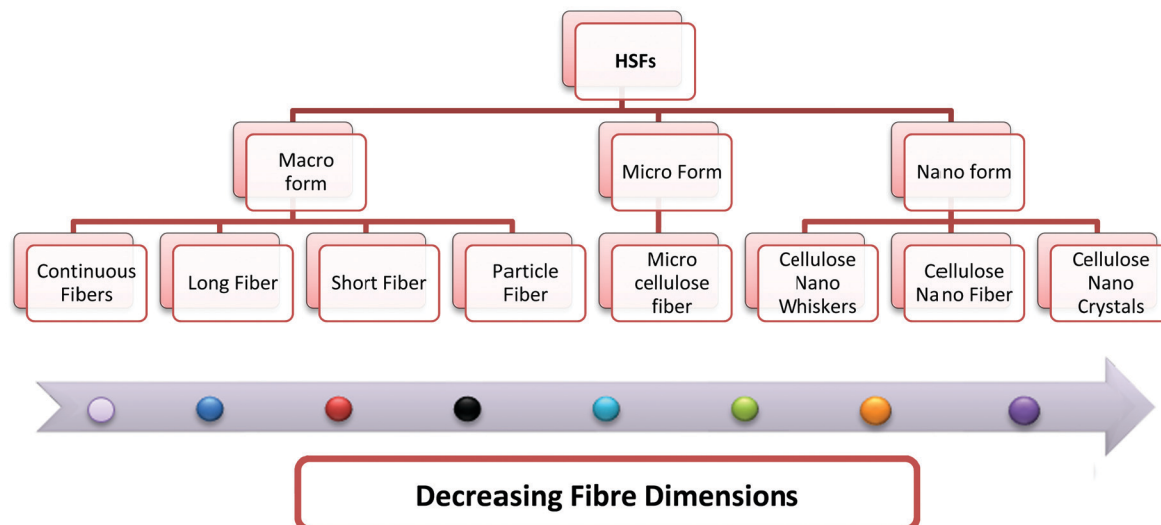 HSFs
Macro
form
Micro Form
Nano form
Continuous
Fibers
Long Fiber
Short Fiber
Particle
Fiber
Micro
cellulose
fiber
Cellulose
Nano
Whiskers
Cellulose
Nano Fiber
Cellulose
Nano
Crystals
Decreasing Fibre Dimensions